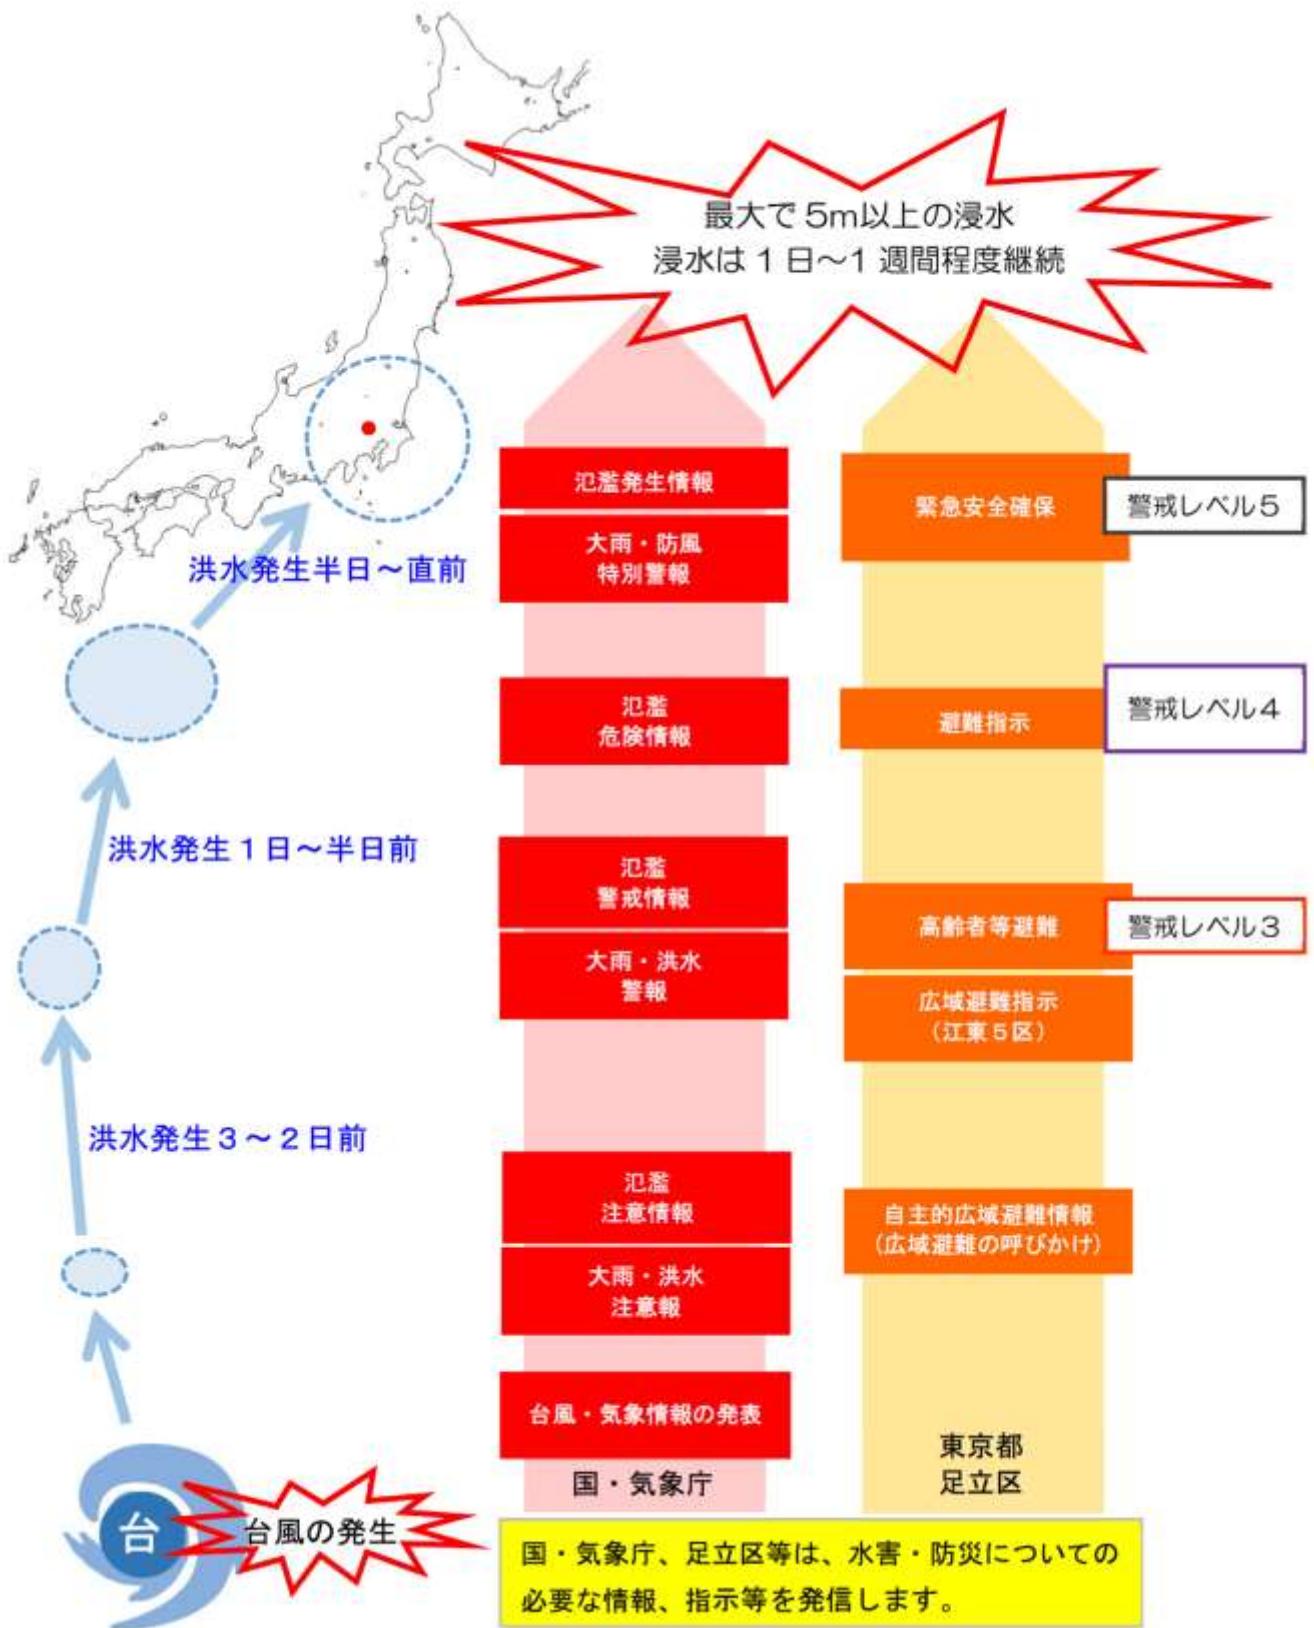 最大で5m以上の浸水
浸水は1日~1週間程度継続
氾濫発生情報
緊急安全確保
警戒レベル5
大雨・防風
特別警報
洪水発生半日~直前
氾濫
危険情報
避難指示
警戒レベル4
洪水発生1日~半日前
氾濫
警戒情報
高齢者等避難
警戒レベル3
大雨・洪水
警報
広域避難指示
(江東5区)
洪水発生3~2日前
氾濫
注意情報
自主的広域避難情報
(広域避難の呼びかけ)
大雨・洪水
注意報
台風・気象情報の発表
国・気象庁
東京都
足立区
台
台風の発生
国・気象庁、足立区等は、水害・防災についての
必要な情報、指示等を発信します。